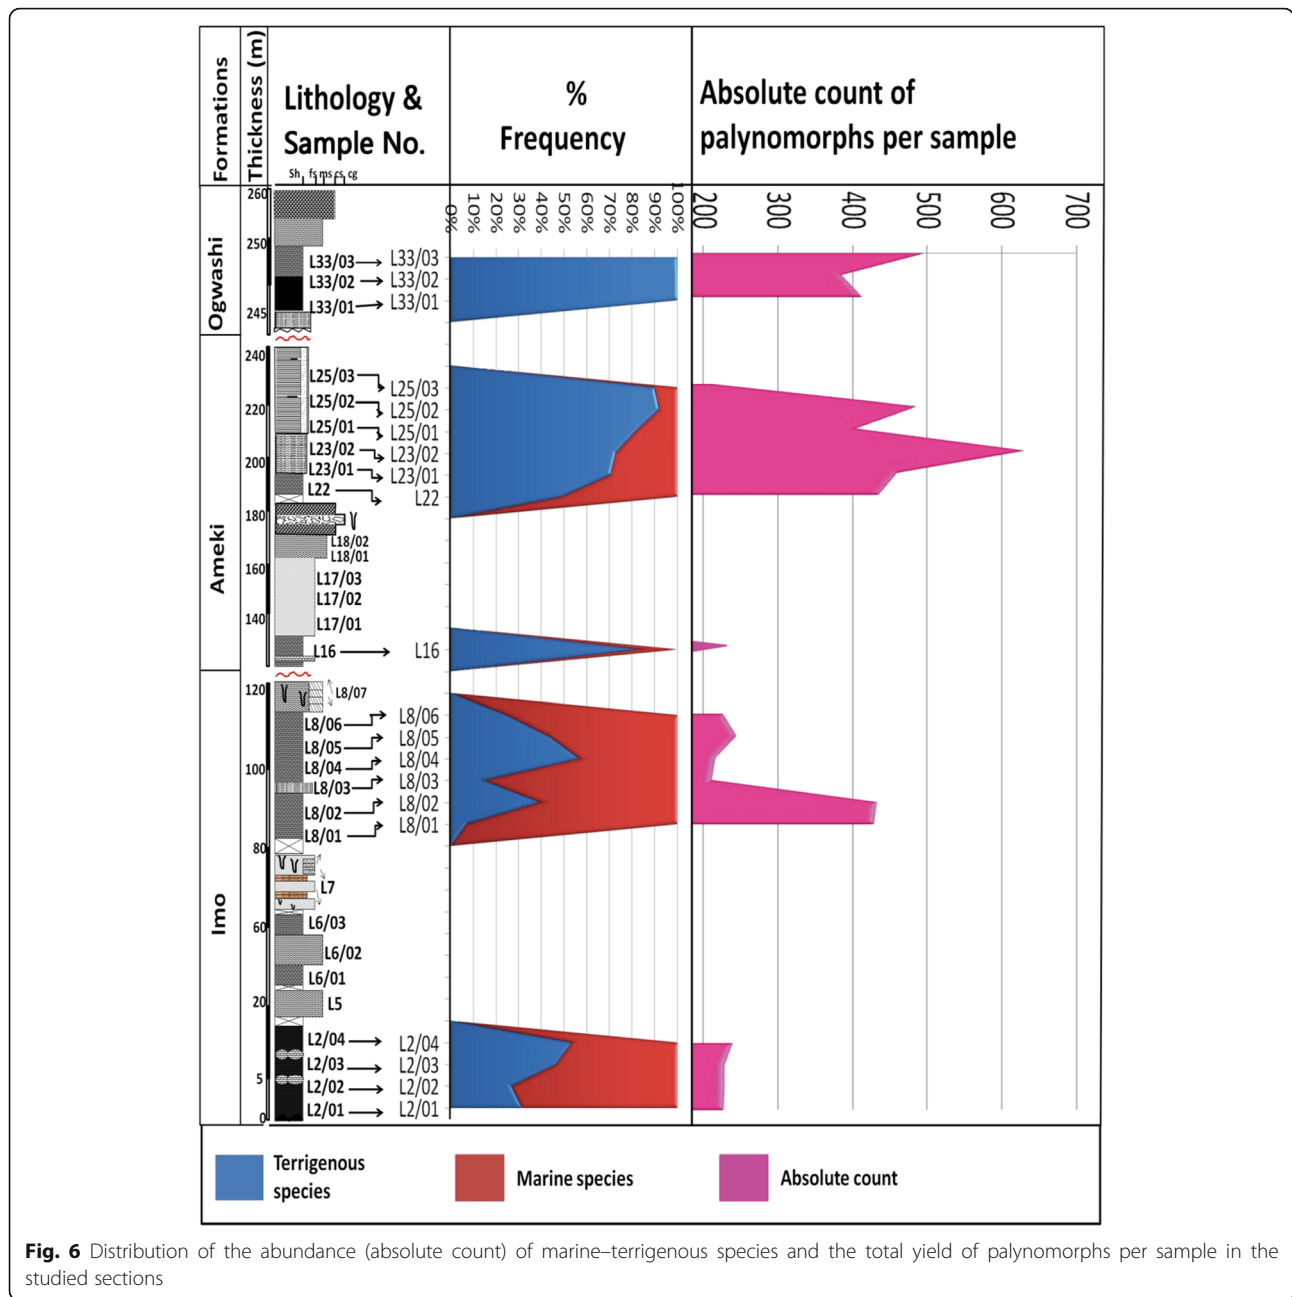 Formations
Thickness (m)
Lithology &
Sample No.
%
Frequency
Absolute count of
palynomorphs per sample
Sh fs ms cs cg
0% 10% 20% 30% 40% 50% 60% 70% 80% 90% 100%
200 300 400 500 600 700
Ogwashi
260
250
245
L33/03 L33/03
L33/02 L33/02
L33/01 L33/01
Ameki
240
220
200
180
160
140
L25/03 L25/03
L25/02 L25/02
L25/01 L25/01
L23/02 L23/02
L23/01 L23/01
L22 L22
L18/02
L18/01
L17/03
L17/02
L17/01
L16 L16
Imo
120
100
80
60
20
5
0
L8/07
L8/06 L8/06
L8/05 L8/05
L8/04 L8/04
L8/03 L8/03
L8/02 L8/02
L8/01 L8/01
L7
L6/03
L6/02
L6/01
L5
L2/04 L2/04
L2/03 L2/03
L2/02 L2/02
L2/01 L2/01
Terrigenous
species
Marine species
Absolute count
Fig. 6 Distribution of the abundance (absolute count) of marine–terrigenous species and the total yield of palynomorphs per sample in the
studied sections